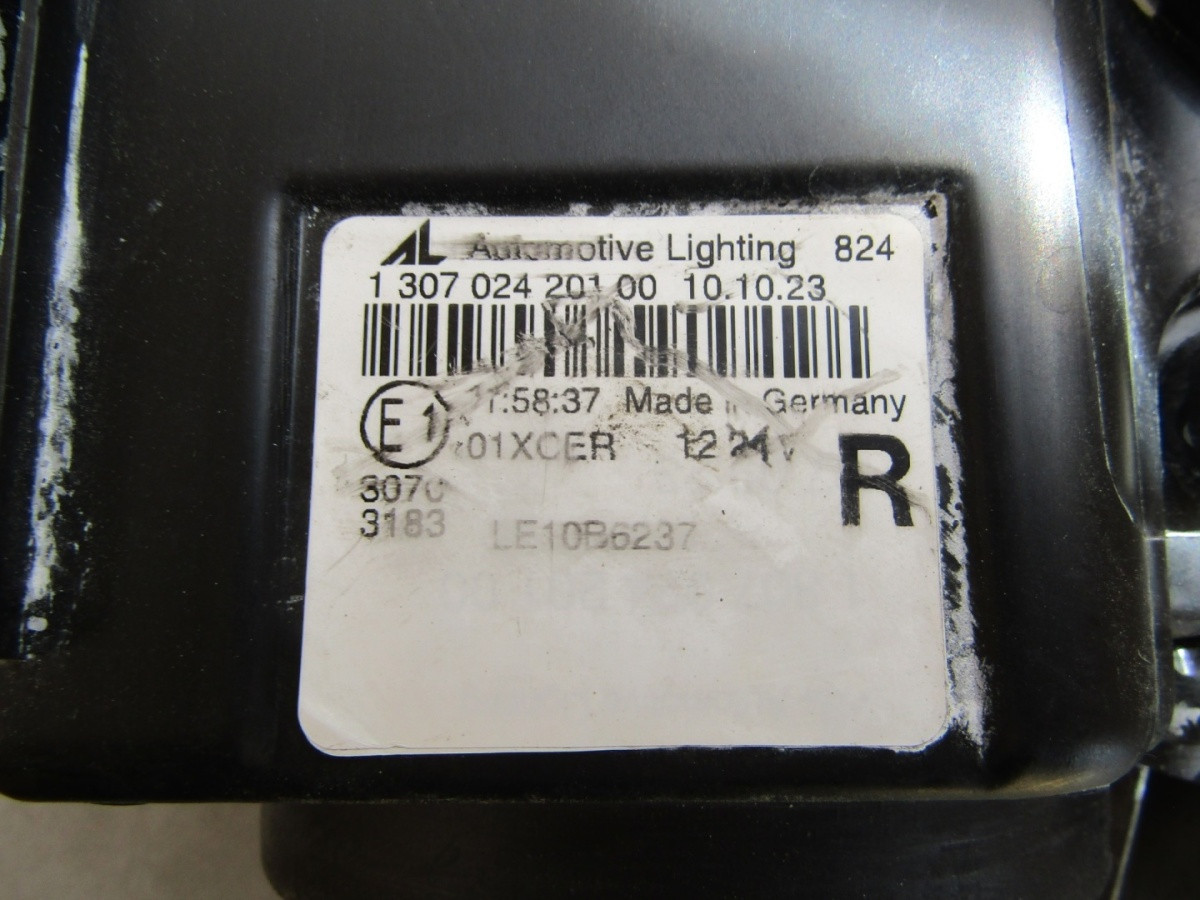 AL Automotive Lighting 824
1 307 024 201 00 10.10.23
E1 :58:37 Made in Germany
01XCER 12 24V
R
3183 LE10B6237